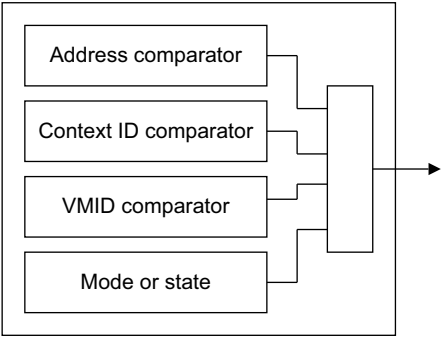 Address comparator
Context ID comparator
VMID comparator
Mode or state